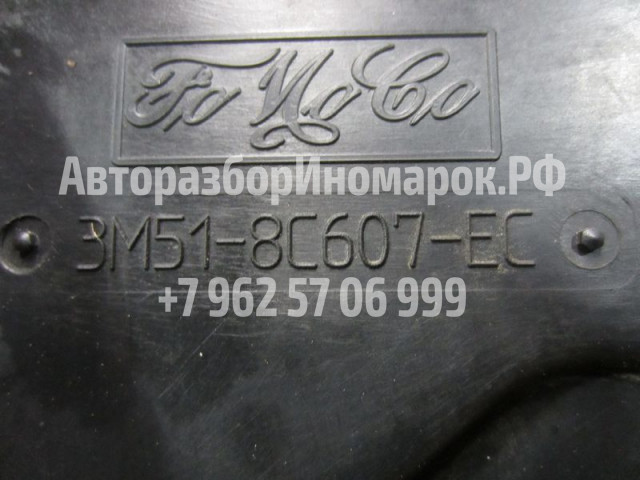 FoMoCo
АвторазборИномарок.РФ
3M51-8C607-EC
+7 962 57 06 999